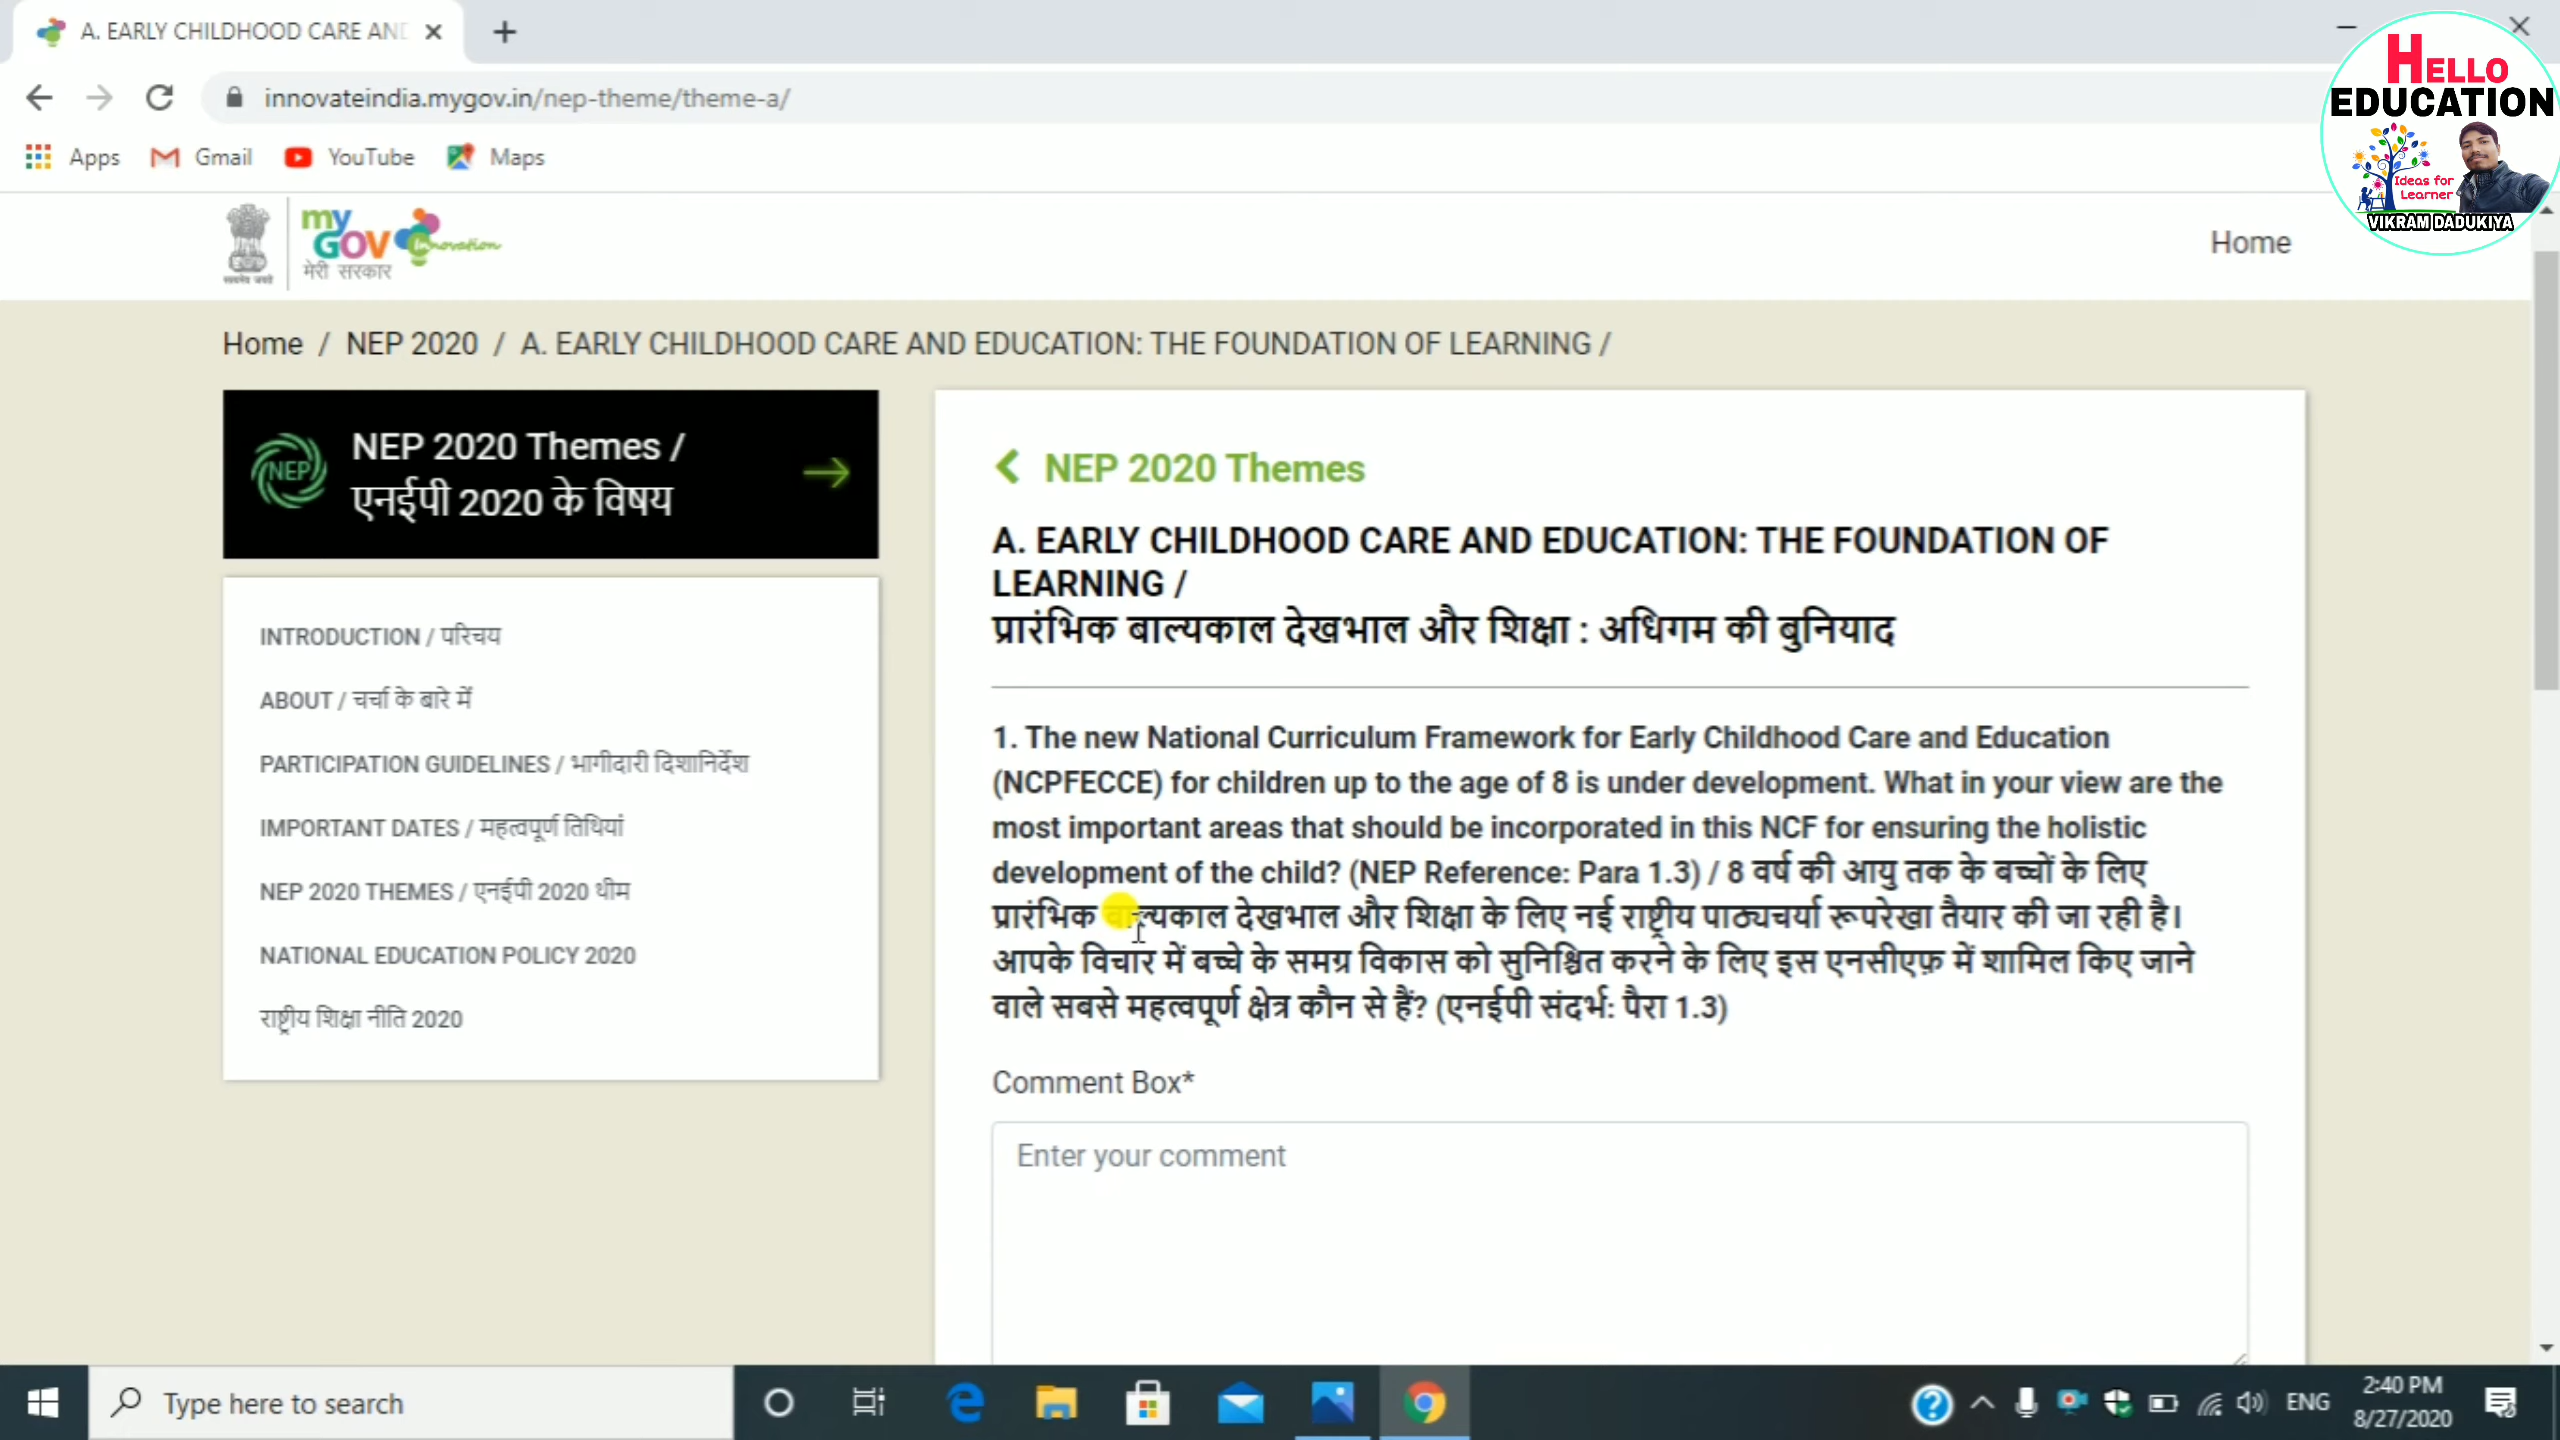 A. EARLY CHILDHOOD CARE AND
innovateindia.mygov.in/nep-theme/theme-a/
Apps Gmail YouTube Maps
HELLO
EDUCATION
Ideas for
Learner
VIKRAM DADUKIYA
my
GOV innovation
मेरी सरकार
सत्यमेव जयते
Home
Home / NEP 2020 / A. EARLY CHILDHOOD CARE AND EDUCATION: THE FOUNDATION OF LEARNING /
NEP
NEP 2020 Themes /
एनईपी 2020 के विषय
INTRODUCTION / परिचय
ABOUT / चर्चा के बारे में
PARTICIPATION GUIDELINES / भागीदारी दिशानिर्देश
IMPORTANT DATES / महत्वपूर्ण तिथियां
NEP 2020 THEMES / एनईपी 2020 थीम
NATIONAL EDUCATION POLICY 2020
राष्ट्रीय शिक्षा नीति 2020
NEP 2020 Themes
A. EARLY CHILDHOOD CARE AND EDUCATION: THE FOUNDATION OF
LEARNING /
प्रारंभिक बाल्यकाल देखभाल और शिक्षा : अधिगम की बुनियाद
1. The new National Curriculum Framework for Early Childhood Care and Education
(NCPFECCE) for children up to the age of 8 is under development. What in your view are the
most important areas that should be incorporated in this NCF for ensuring the holistic
development of the child? (NEP Reference: Para 1.3) / 8 वर्ष की आयु तक के बच्चों के लिए
प्रारंभिक बाल्यकाल देखभाल और शिक्षा के लिए नई राष्ट्रीय पाठ्यचर्या रूपरेखा तैयार की जा रही है।
आपके विचार में बच्चे के समग्र विकास को सुनिश्चित करने के लिए इस एनसीएफ़ में शामिल किए जाने
वाले सबसे महत्वपूर्ण क्षेत्र कौन से हैं? (एनईपी संदर्भ: पैरा 1.3)
Comment Box*
Enter your comment
Type here to search
ENG
2:40 PM
8/27/2020